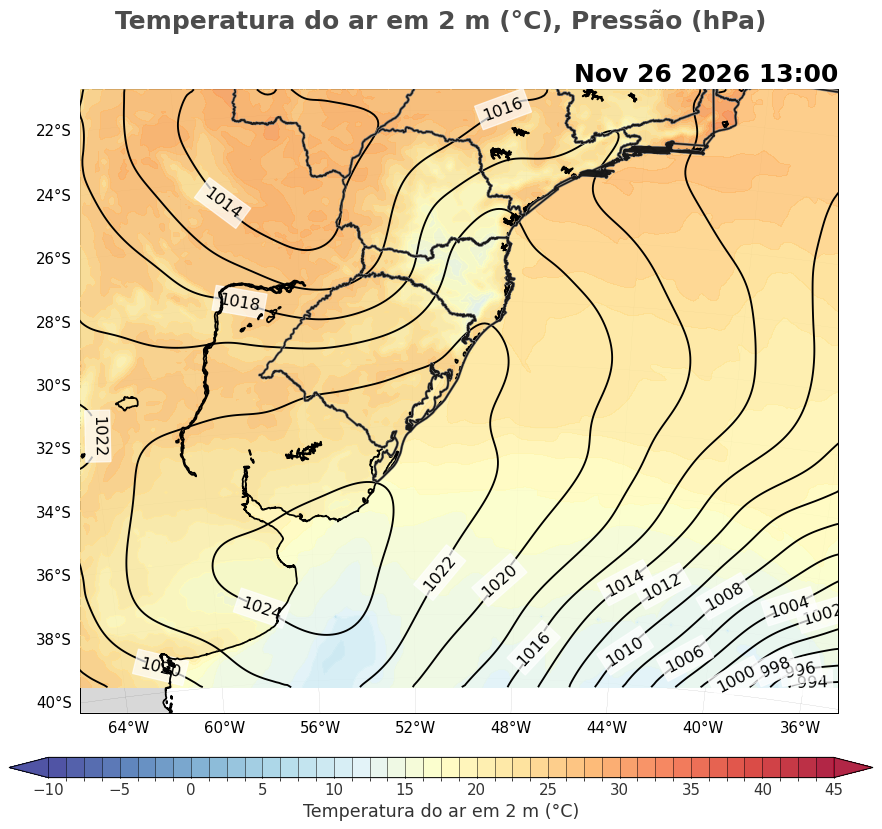 Temperatura do ar em 2 m (°C), Pressão (hPa)
Nov 26 2026 13:00
1016
22°S
24°S
1014
26°S
1018
28°S
30°S
1022
32°S
34°S
36°S
1022
1020
1014
1012
1008
1024
1004
1002
38°S
1016
1010
1006
1020
1000
998
996
994
40°S
64°W
60°W
56°W
52°W
48°W
44°W
40°W
36°W
−10
−5
0
5
10
15
20
25
30
35
40
45
Temperatura do ar em 2 m (°C)